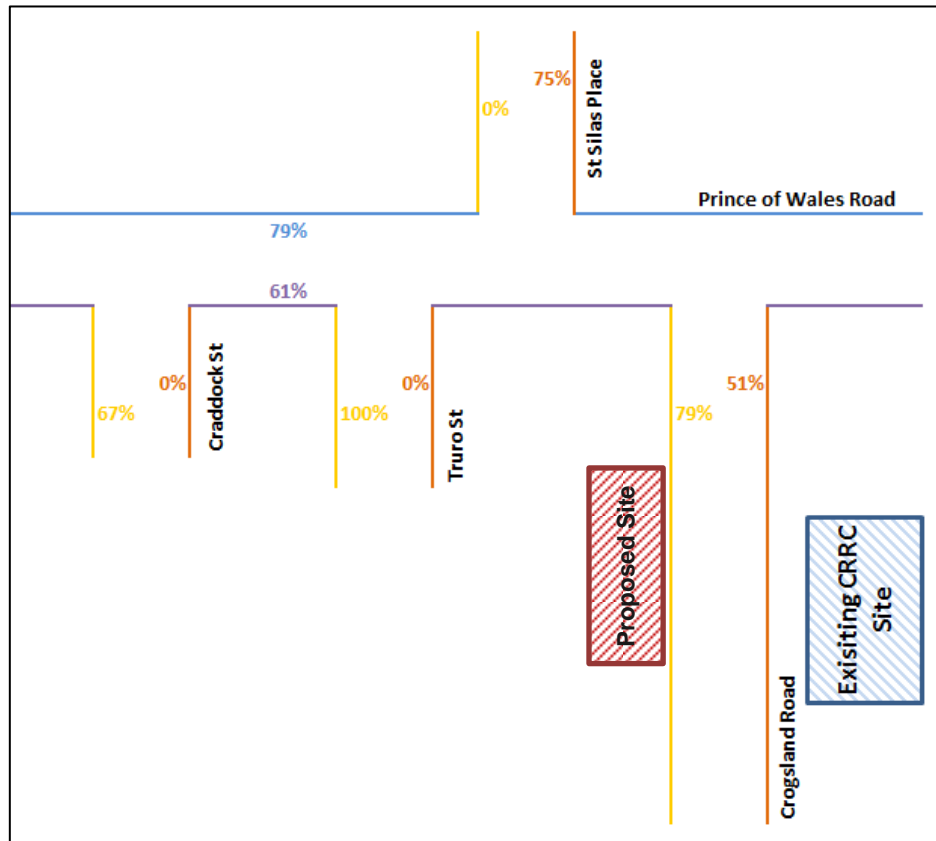 75%
0%
St Silas Place
Prince of Wales Road
79%
61%
0%
Craddock St
67%
0%
100%
Truro St
51%
79%
Proposed Site
Exisiting CRRC
Site
Crogsland Road